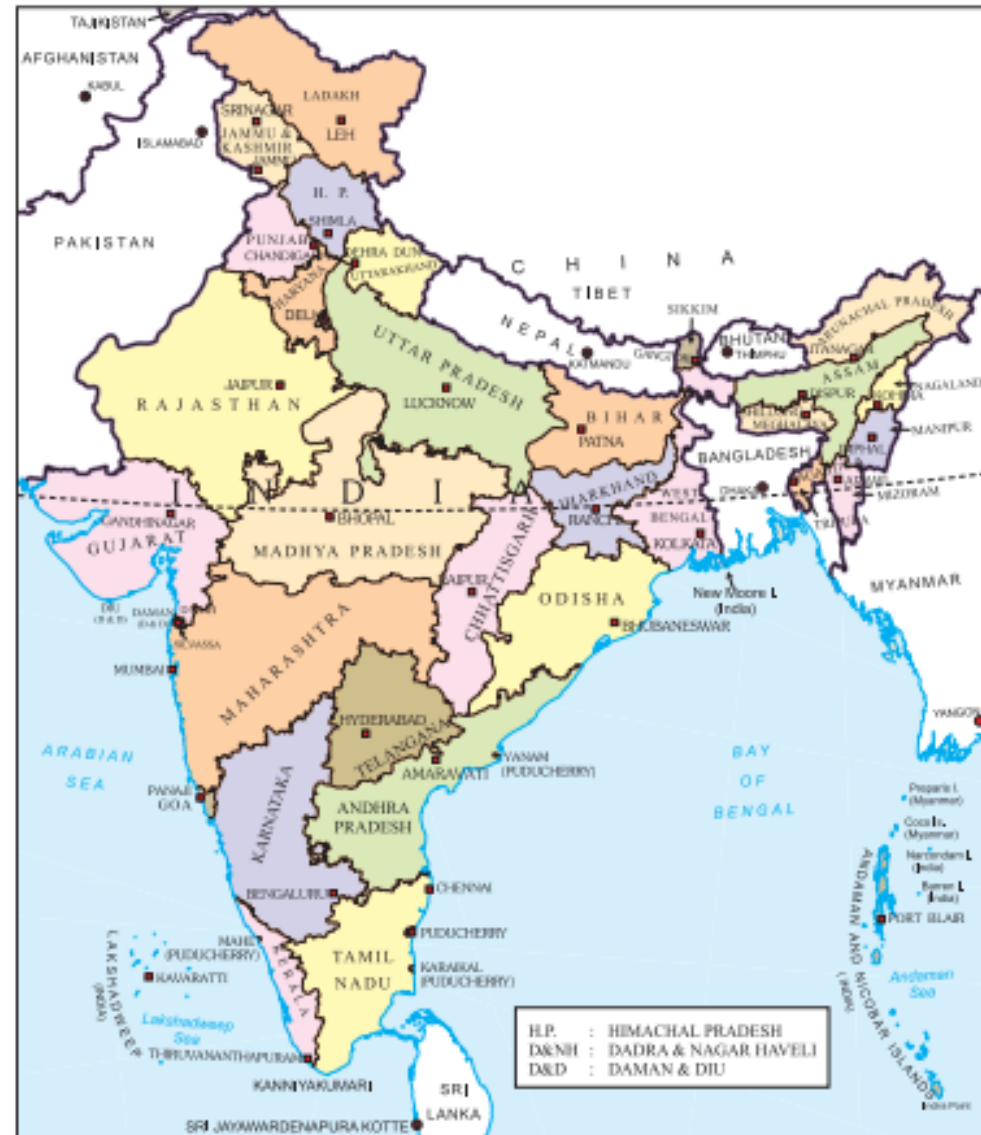 TAJIKISTAN
AFGHANISTAN
KABUL
LADAKH
SRINAGAR
LEH
ISLAMABAD
JAMMU &
KASHMIR
JAMMU
H. P.
SHIMLA
PAKISTAN
PUNJAB
CHANDIGARH
DEHRA DUN
UTTARAKHAND
HARYANA
DELHI
CHINA
TIBET
NEPAL
KATMANDU
SIKKIM
GANGTOK
BHUTAN
THIMPHU
ARUNACHAL PRADESH
ITANAGAR
ASSAM
DISPUR
NAGALAND
KOHIMA
SHILLONG
MEGHALAYA
MANIPUR
IMPHAL
UTTAR PRADESH
LUCKNOW
JAIPUR
RAJASTHAN
BIHAR
PATNA
BANGLADESH
DHAKA
AIZAWL
MIZORAM
TRIPURA
INDIA
GANDHINAGAR
GUJARAT
BHOPAL
MADHYA PRADESH
JHARKHAND
RANCHI
WEST
BENGAL
KOLKATA
MYANMAR
New Moore I.
(India)
RAIPUR
CHHATTISGARH
ODISHA
BHUBANESWAR
DIU
(D & D)
DAMAN
(D & D)
SILVASSA
MUMBAI
MAHARASHTRA
HYDERABAD
TELANGANA
AMARAVATI
YANAM
(PUDUCHERRY)
YANGON
ARABIAN
SEA
BAY
OF
BENGAL
PANAJI
GOA
KARNATAKA
ANDHRA
PRADESH
BENGALURU
CHENNAI
Preparis I.
(Myanmar)
Coco Is.
(Myanmar)
Narcondam I.
(India)
Barren I.
(India)
PORT BLAIR
ANDAMAN AND NICOBAR ISLANDS
(INDIA)
Andaman
Sea
India Point
MAHE
(PUDUCHERRY)
PUDUCHERRY
KERALA
TAMIL
NADU
KARAIKAL
(PUDUCHERRY)
LAKSHADWEEP
(INDIA)
KAVARATTI
Lakshadweep
Sea
THIRUVANANTHAPURAM
KANNIYAKUMARI
SRI
LANKA
SRI JAYAWARDENAPURA KOTTE
H.P. : HIMACHAL PRADESH
D&NH : DADRA & NAGAR HAVELI
D&D : DAMAN & DIU